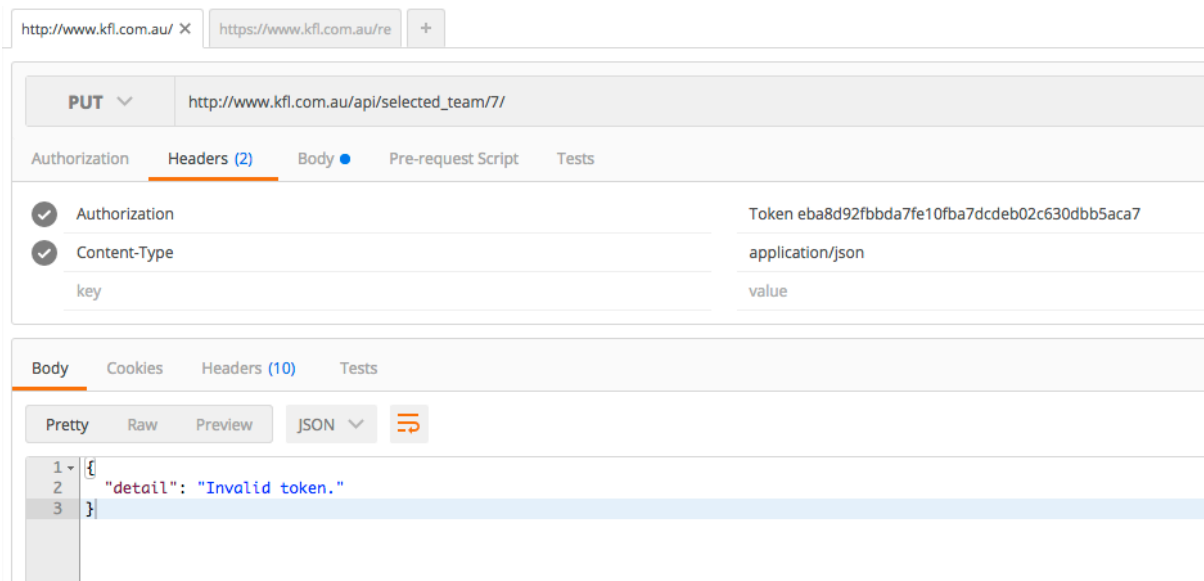 http://www.kfl.com.au/ https://www.kfl.com.au/re +
PUT http://www.kfl.com.au/api/selected_team/7/
Authorization Headers (2) Body Pre-request Script Tests
Authorization Token eba8d92fbbda7fe10fba7dcdeb02c630dbb5aca7
Content-Type application/json
key value
Body Cookies Headers (10) Tests
Pretty Raw Preview JSON
1 {
2 "detail": "Invalid token."
3 }